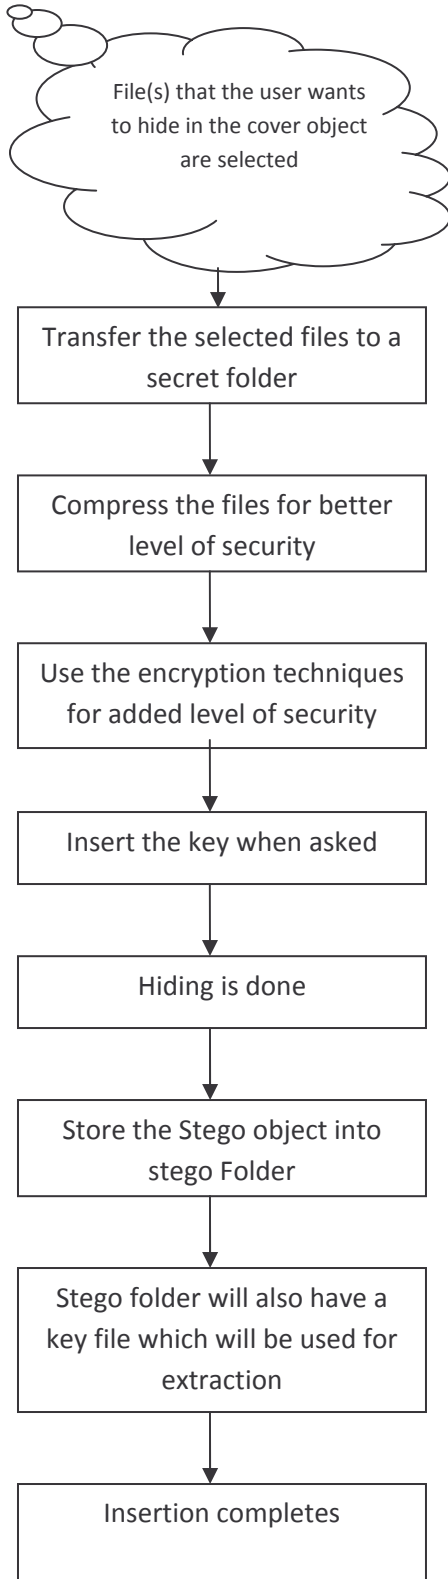 File(s) that the user wants
to hide in the cover object
are selected
Transfer the selected files to a
secret folder
Compress the files for better
level of security
Use the encryption techniques
for added level of security
Insert the key when asked
Hiding is done
Store the Stego object into
stego Folder
Stego folder will also have a
key file which will be used for
extraction
Insertion completes